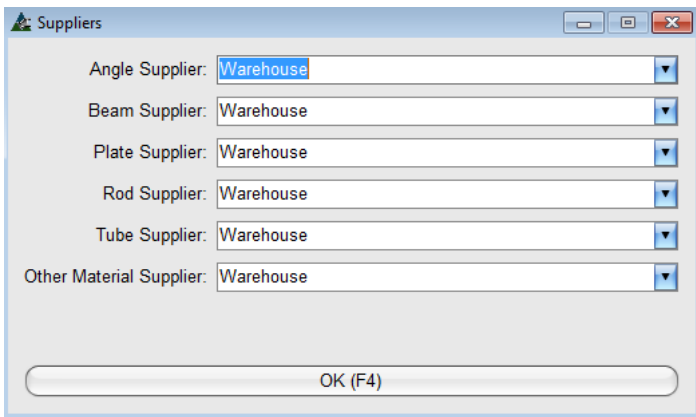 Suppliers
Angle Supplier: Warehouse
Beam Supplier: Warehouse
Plate Supplier: Warehouse
Rod Supplier: Warehouse
Tube Supplier: Warehouse
Other Material Supplier: Warehouse
OK (F4)